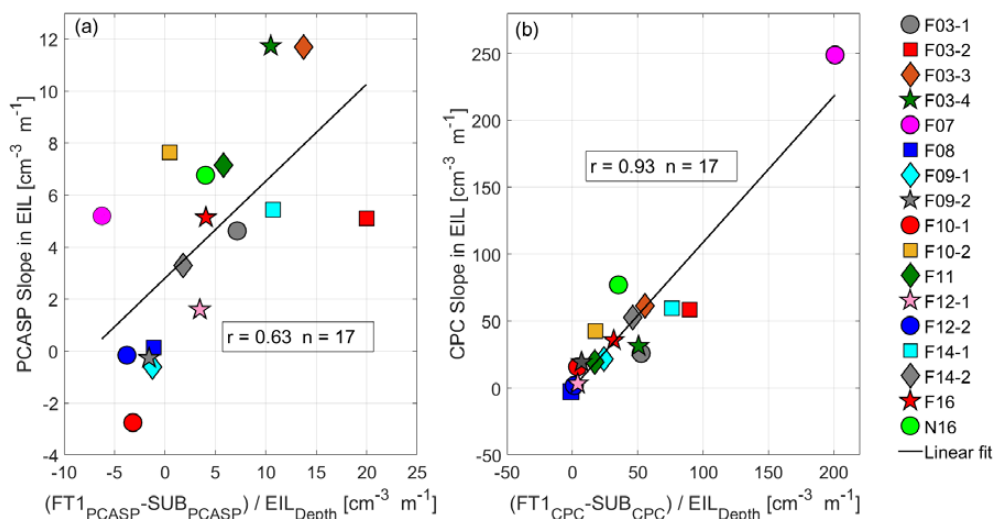 (a)
12
10
8
6
4
2
0
-2
-4
-10 -5 0 5 10 15 20 25
PCASP Slope in EIL [cm-3 m-1]
(FT1PCASP-SUBPCASP) / EILDepth [cm-3 m-1]
r = 0.63 n = 17
(b)
250
200
150
100
50
0
-50
-50 0 50 100 150 200
CPC Slope in EIL [cm-3 m-1]
(FT1CPC-SUBCPC) / EILDepth [cm-3 m-1]
r = 0.93 n = 17
F03-1
F03-2
F03-3
F03-4
F07
F08
F09-1
F09-2
F10-1
F10-2
F11
F12-1
F12-2
F14-1
F14-2
F16
N16
Linear fit